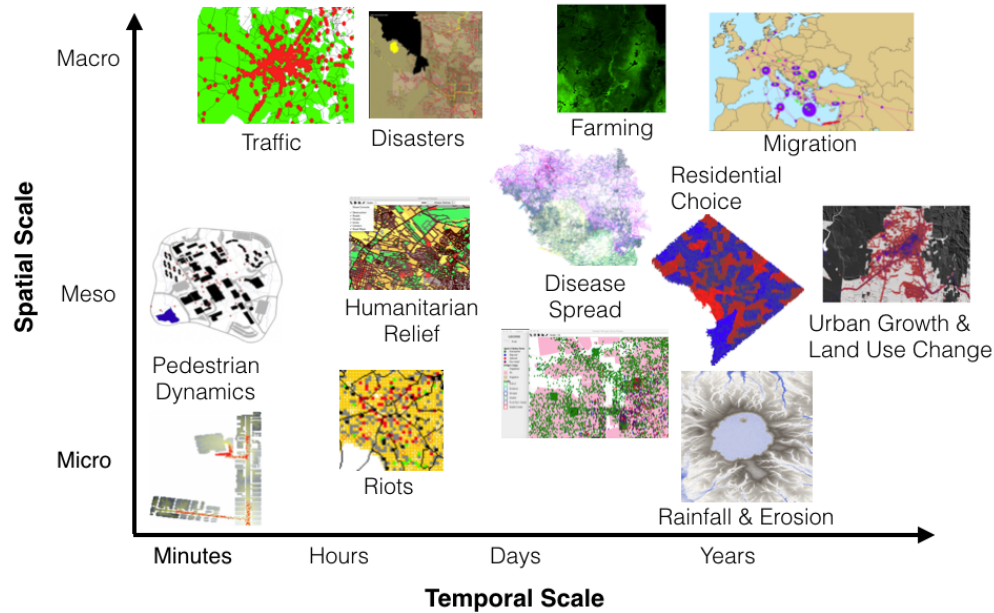 Macro
Traffic
Disasters
Farming
Migration
Residential
Choice
Spatial Scale
Meso
Humanitarian
Relief
Disease
Spread
Urban Growth &
Land Use Change
Pedestrian
Dynamics
Micro
Riots
Rainfall & Erosion
Minutes
Hours
Days
Years
Temporal Scale